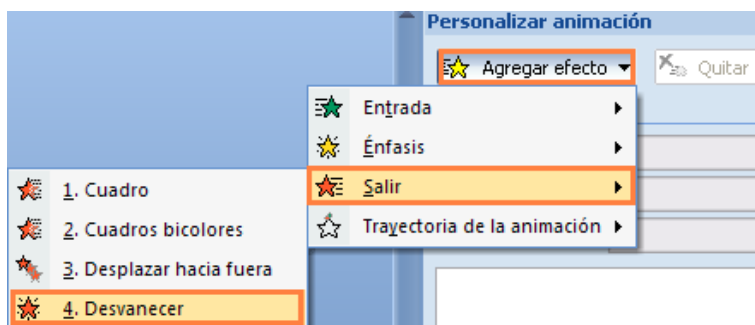 Personalizar animación
Agregar efecto
Quitar
Entrada
Énfasis
Salir
Trayectoria de la animación
1. Cuadro
2. Cuadros bicolores
3. Desplazar hacia fuera
4. Desvanecer